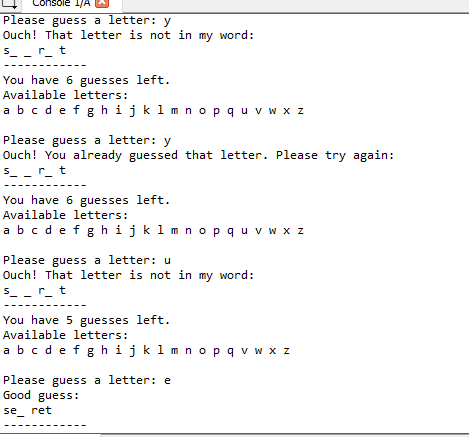 Console 1/A
Please guess a letter: y
Ouch! That letter is not in my word:
s_ _ r_ t
------------
You have 6 guesses left.
Available letters:
a b c d e f g h i j k l m n o p q u v w x z
Please guess a letter: y
Ouch! You already guessed that letter. Please try again:
s_ _ r_ t
------------
You have 6 guesses left.
Available letters:
a b c d e f g h i j k l m n o p q u v w x z
Please guess a letter: u
Ouch! That letter is not in my word:
s_ _ r_ t
------------
You have 5 guesses left.
Available letters:
a b c d e f g h i j k l m n o p q v w x z
Please guess a letter: e
Good guess:
se_ ret
------------